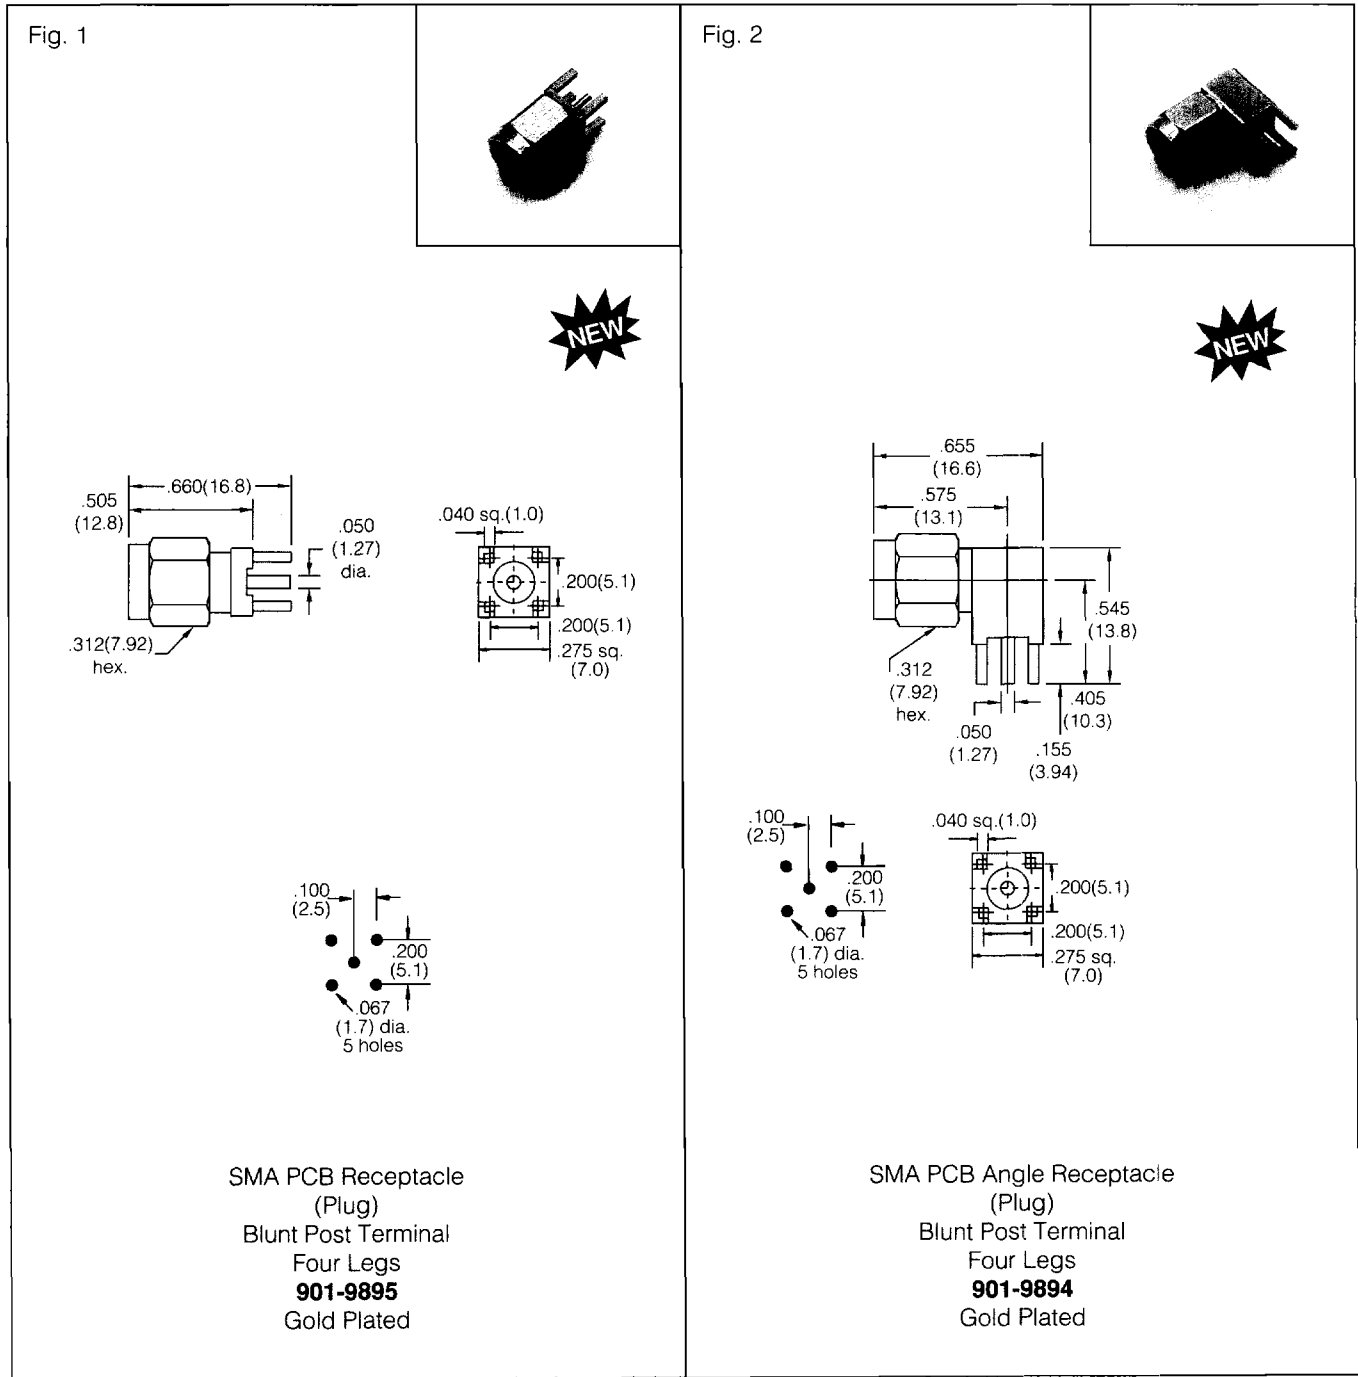 Fig. 1
NEW
.660(16.8)
.505
(12.8)
.050
(1.27)
dia.
.312(7.92)
hex.
.040 sq.(1.0)
.200(5.1)
.200(5.1)
.275 sq.
(7.0)
.100
(2.5)
.200
(5.1)
.067
(1.7) dia.
5 holes
SMA PCB Receptacle
(Plug)
Blunt Post Terminal
Four Legs
901-9895
Gold Plated
Fig. 2
NEW
.655
(16.6)
.575
(13.1)
.545
(13.8)
.312
(7.92)
hex.
.405
(10.3)
.050
(1.27)
.155
(3.94)
.100
(2.5)
.200
(5.1)
.067
(1.7) dia.
5 holes
.040 sq.(1.0)
.200(5.1)
.200(5.1)
.275 sq.
(7.0)
SMA PCB Angle Receptacle
(Plug)
Blunt Post Terminal
Four Legs
901-9894
Gold Plated